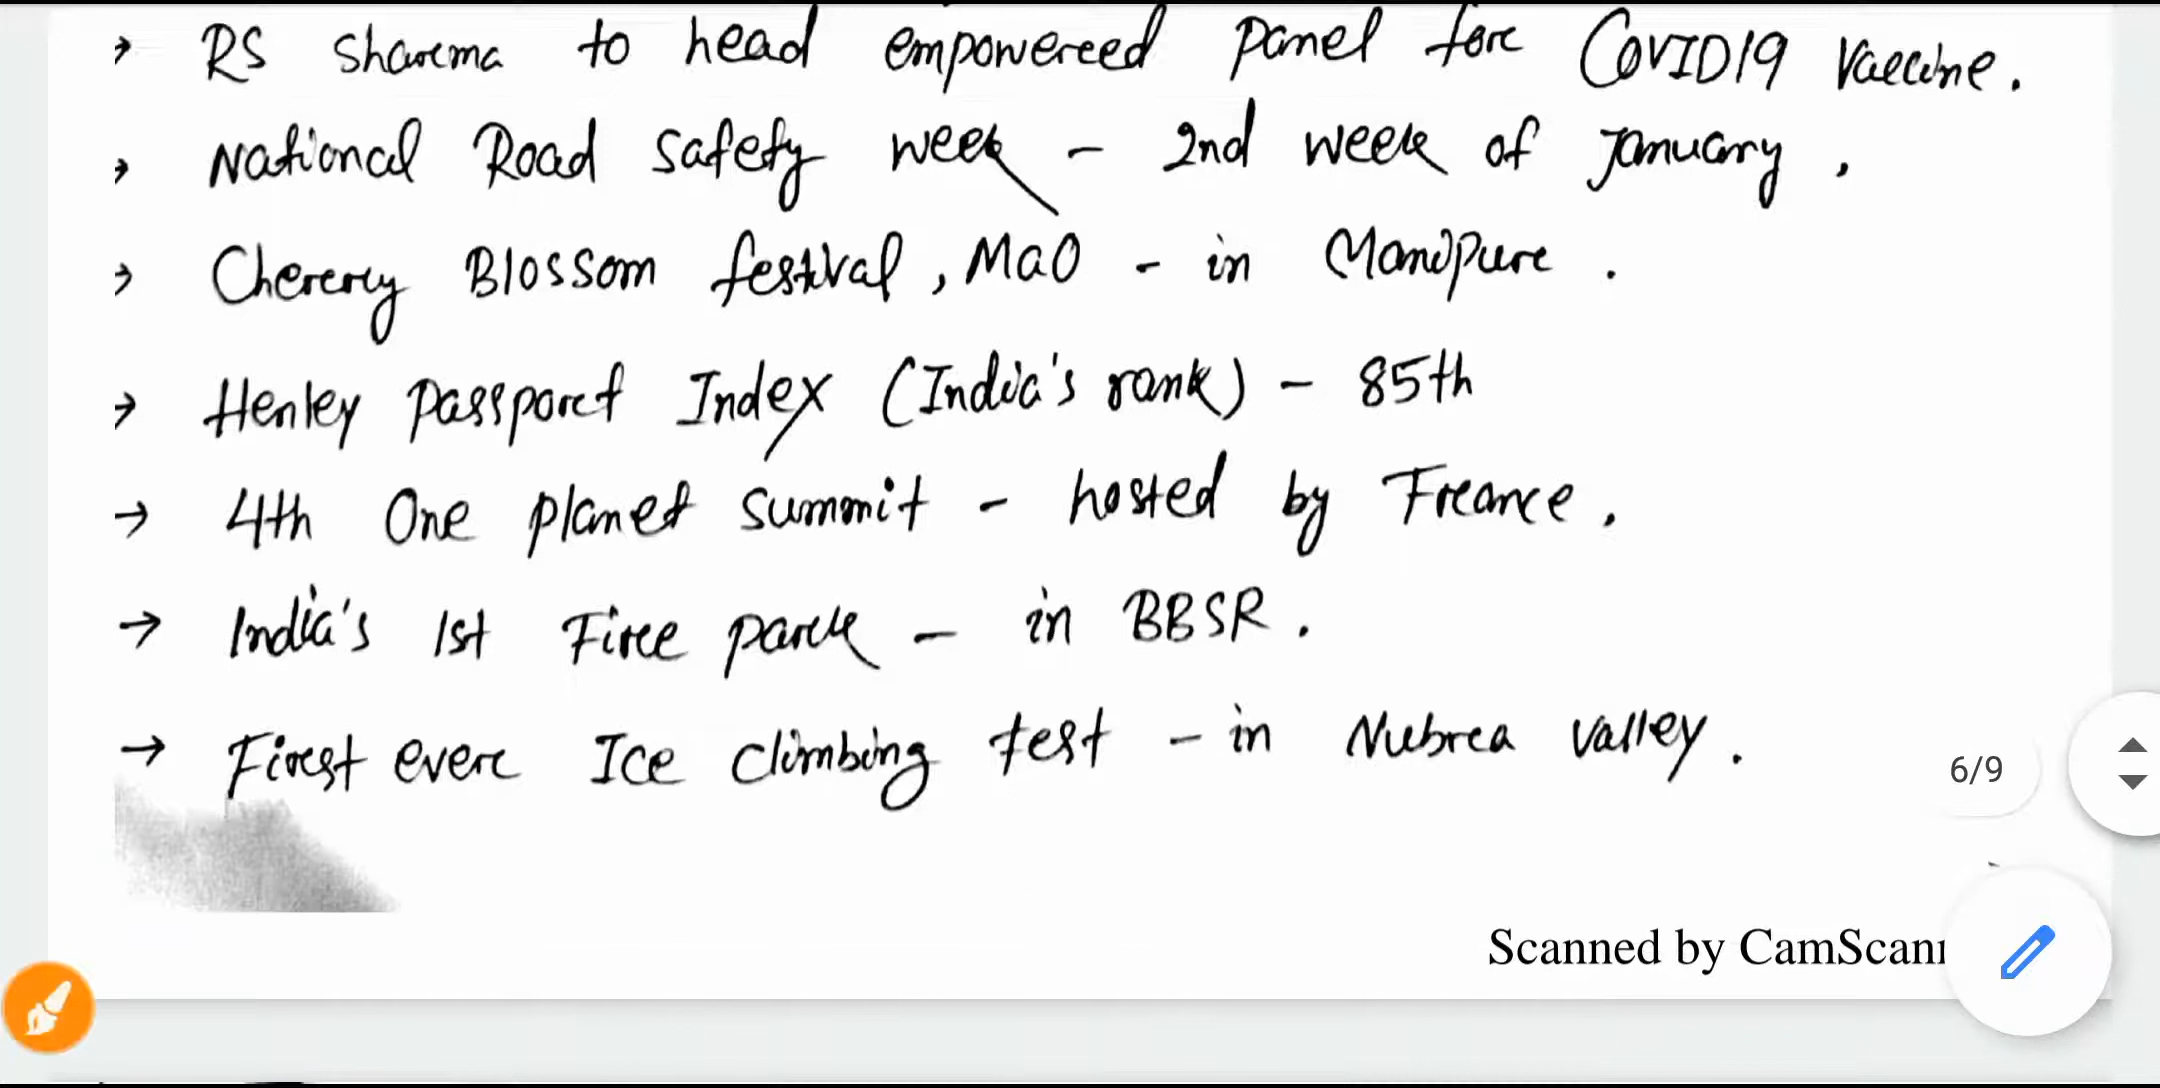 → RS Sharma to head empowered panel for COVID19 Vaccine.
→ National Road Safety week - 2nd week of January.
→ Cherry Blossom festival, Mao - in Manipur.
→ Henley Passport Index (India's rank) - 85th
→ 4th One planet summit - hosted by France.
→ India's 1st Fire park - in BBSR.
→ First ever Ice climbing fest - in Nubra valley.
6/9
Scanned by CamScann